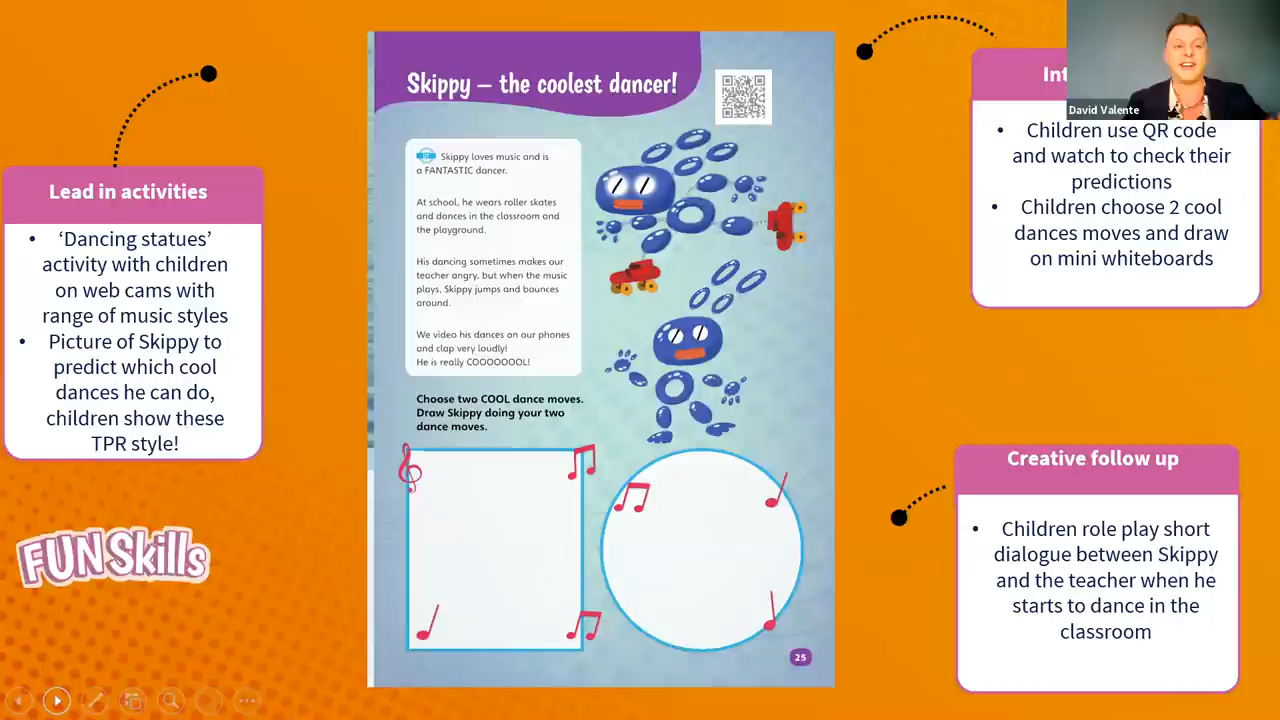 Skippy – the coolest dancer!
Skippy loves music and is
a FANTASTIC dancer.
At school, he wears roller skates
and dances in the classroom and
the playground.
His dancing sometimes makes our
teacher angry, but when the music
plays, Skippy jumps and bounces
around.
We video his dances on our phones
and clap very loudly!
He is really COOOOOOOL!
Choose two COOL dance moves.
Draw Skippy doing your two
dance moves.
25
Lead in activities
• ‘Dancing statues’
activity with children
on web cams with
range of music styles
• Picture of Skippy to
predict which cool
dances he can do,
children show these
TPR style!
FUN Skills
David Valente
• Children use QR code
and watch to check their
predictions
• Children choose 2 cool
dances moves and draw
on mini whiteboards
Creative follow up
• Children role play short
dialogue between Skippy
and the teacher when he
starts to dance in the
classroom